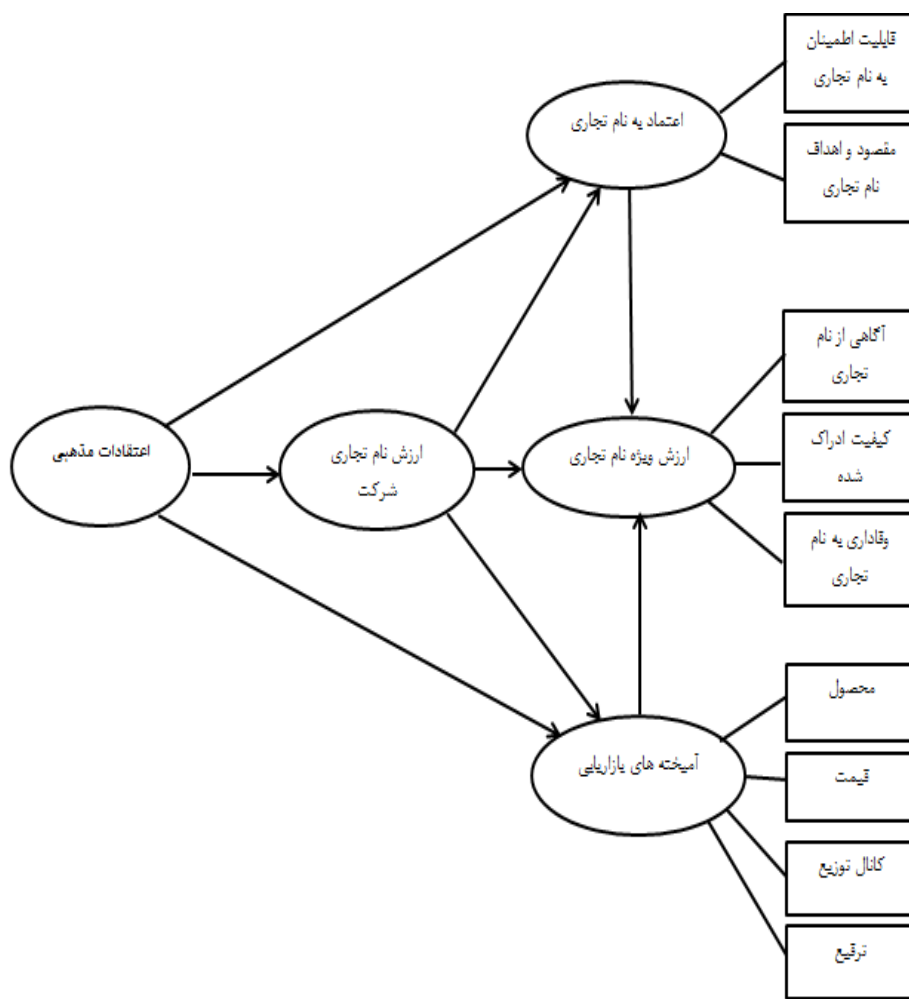 قابلیت اطمینان
به نام تجاری
اعتماد به نام تجاری
مقصود و اهداف
نام تجاری
آگاهی از نام
تجاری
اعتقادات مذهبی
ارزش نام تجاری
شرکت
ارزش ویژه نام تجاری
کیفیت ادراک
شده
وفاداری به نام
تجاری
محصول
آمیخته های بازاریابی
قیمت
کانال توزیع
ترفیع